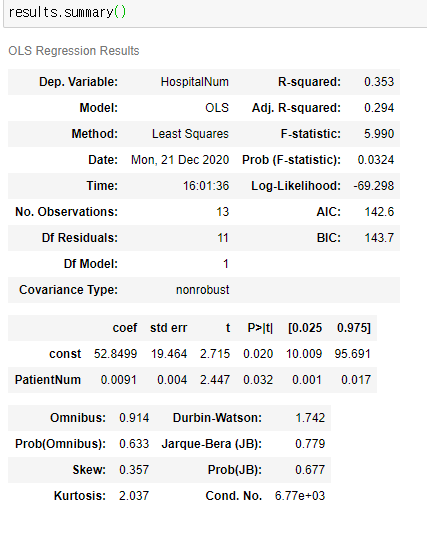 results.summary()
OLS Regression Results
Dep. Variable: HospitalNum R-squared: 0.353
Model: OLS Adj. R-squared: 0.294
Method: Least Squares F-statistic: 5.990
Date: Mon, 21 Dec 2020 Prob (F-statistic): 0.0324
Time: 16:01:36 Log-Likelihood: -69.298
No. Observations: 13 AIC: 142.6
Df Residuals: 11 BIC: 143.7
Df Model: 1
Covariance Type: nonrobust
coef std err t P>|t| [0.025 0.975]
const 52.8499 19.464 2.715 0.020 10.009 95.691
PatientNum 0.0091 0.004 2.447 0.032 0.001 0.017
Omnibus: 0.914 Durbin-Watson: 1.742
Prob(Omnibus): 0.633 Jarque-Bera (JB): 0.779
Skew: 0.357 Prob(JB): 0.677
Kurtosis: 2.037 Cond. No. 6.77e+03